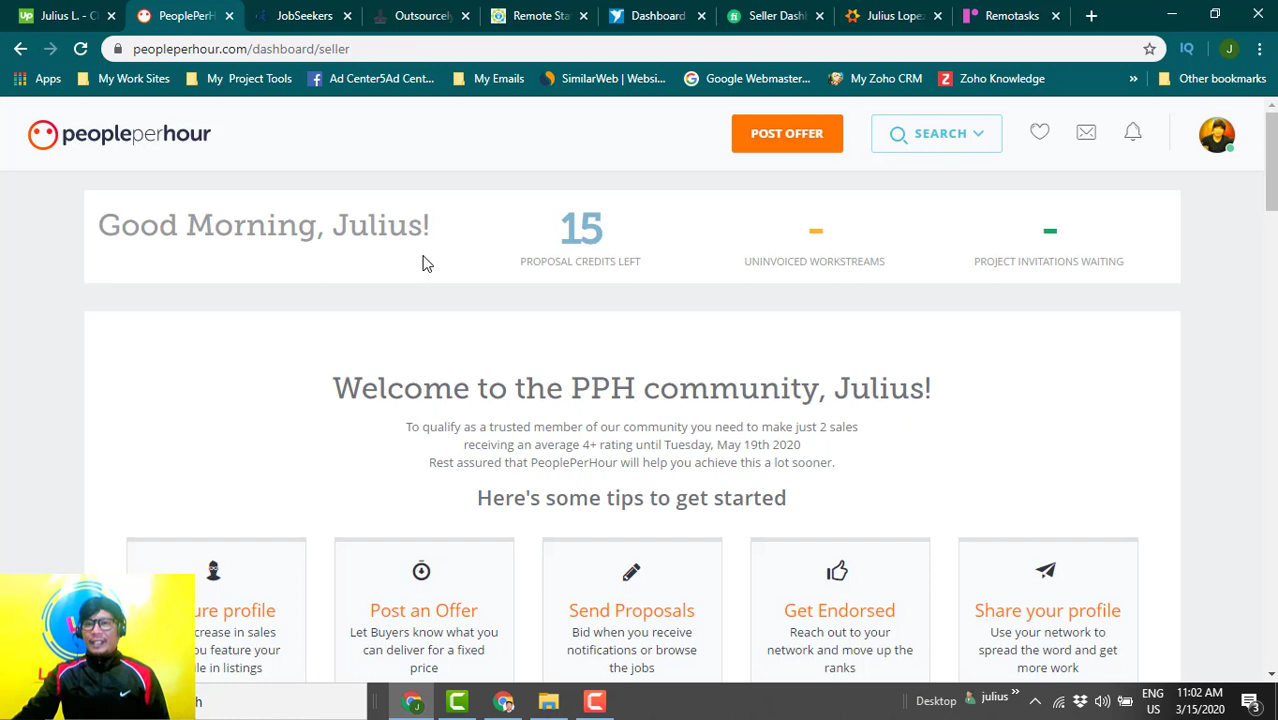 Julius L. - Cl
PeoplePerH
JobSeekers
Outsourcely
Remote Sta
Dashboard
Seller Dash
Julius Lopez
Remotasks
peopleperhour.com/dashboard/seller
J
Apps
My Work Sites
My Project Tools
Ad Center5Ad Cent...
My Emails
SimilarWeb | Websi...
Google Webmaster...
My Zoho CRM
Zoho Knowledge
»
Other bookmarks
peopleperhour
POST OFFER
SEARCH
Good Morning, Julius!
15
PROPOSAL CREDITS LEFT
-
UNINVOICED WORKSTREAMS
-
PROJECT INVITATIONS WAITING
Welcome to the PPH community, Julius!
To qualify as a trusted member of our community you need to make just 2 sales
receiving an average 4+ rating until Tuesday, May 19th 2020
Rest assured that PeoplePerHour will help you achieve this a lot sooner.
Here's some tips to get started
ure profile
crease in sales
ou feature your
le in listings
Post an Offer
Let Buyers know what you
can deliver for a fixed
price
Send Proposals
Bid when you receive
notifications or browse
the jobs
Get Endorsed
Reach out to your
network and move up the
ranks
Share your profile
Use your network to
spread the word and get
more work
h
Desktop
julius
»
ENG
US
11:02 AM
3/15/2020
3